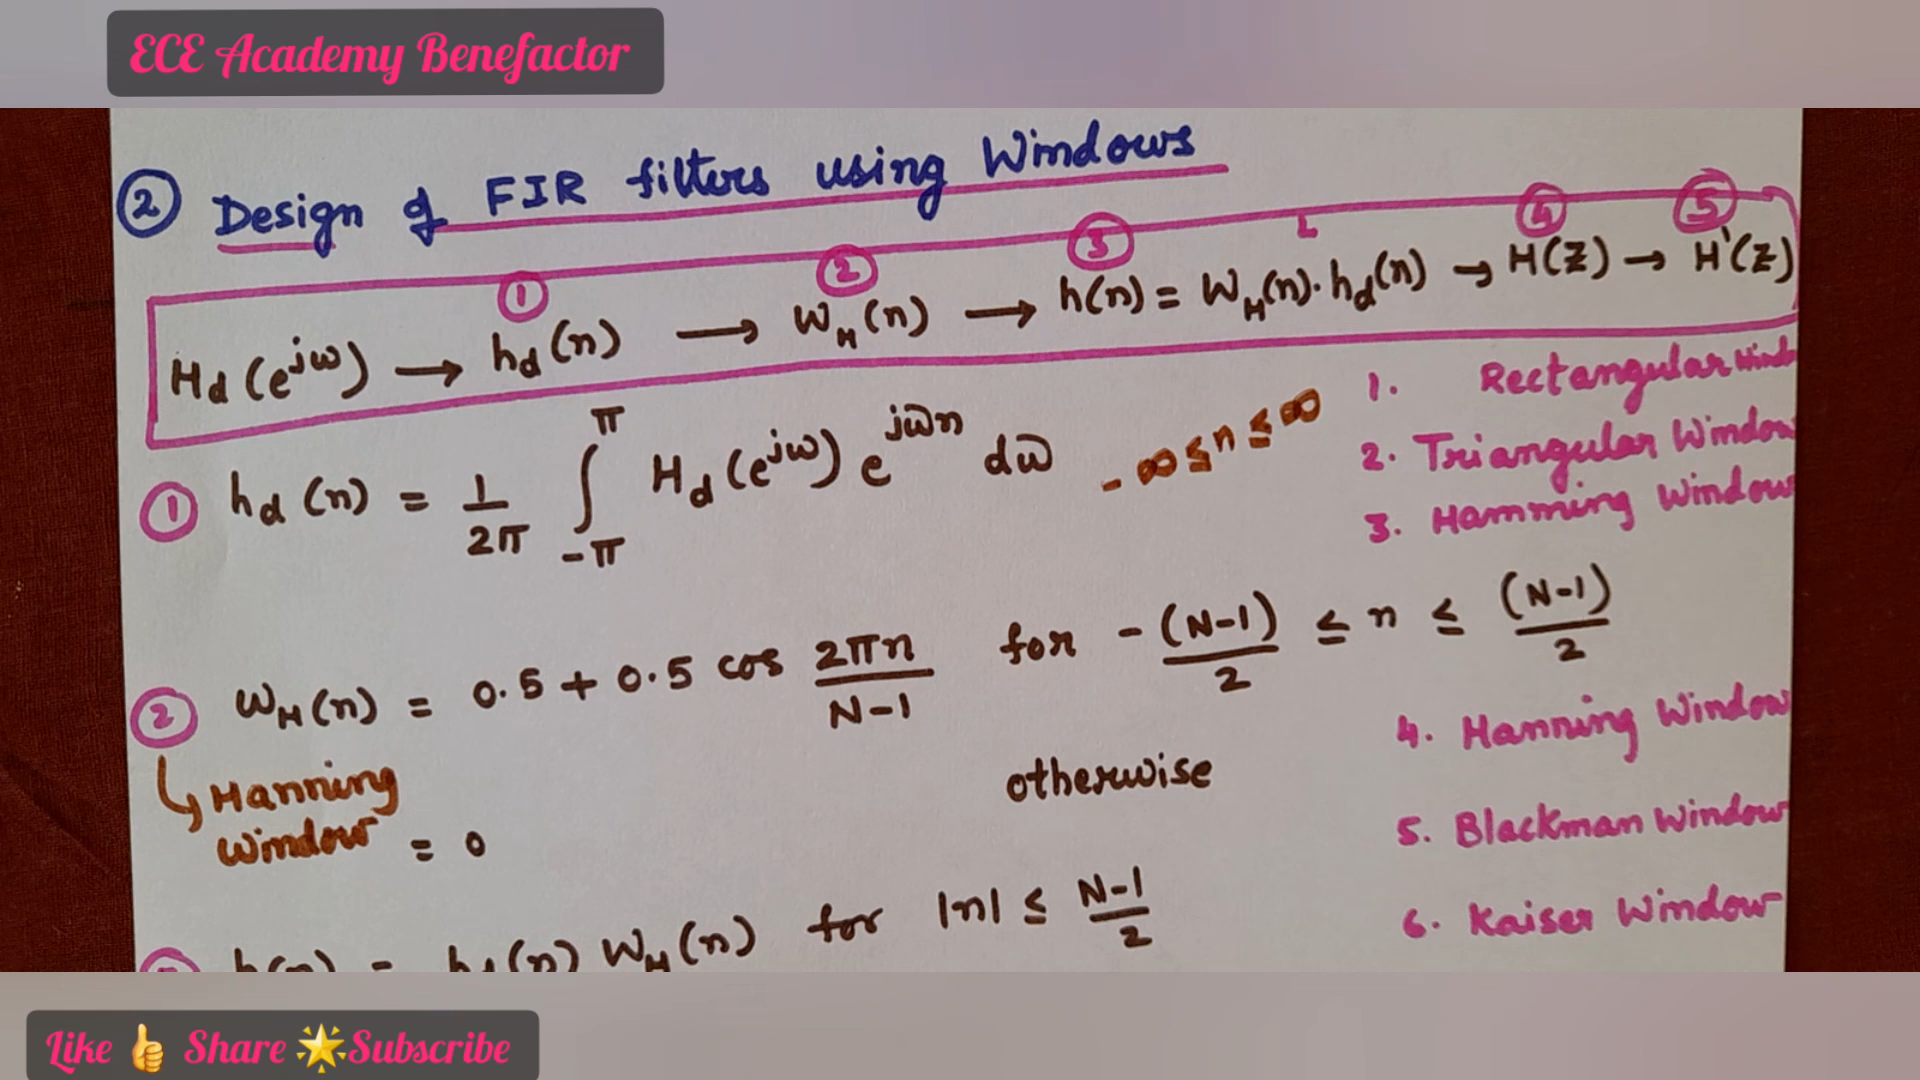 ECE Academy Benefactor
② Design of FIR filters using Windows
① ② ③ ④ ⑤
Hd(e^jω) → hd(n) → WH(n) → h(n) = WH(n)·hd(n) → H(Z) → H'(Z)
① hd(n) = 1/2π ∫_-π^π Hd(e^jω) e^jωn dω -∞ ≤ n ≤ ∞
1. Rectangular
2. Triangular Window
3. Hamming Window
② WH(n) = 0.5 + 0.5 cos 2πn/N-1 for -(N-1)/2 ≤ n ≤ (N-1)/2
↳ Hanning Window
= 0 otherwise
4. Hanning Window
5. Blackman Window
6. Kaiser Window
h(n) = hd(n) WH(n) for |n| ≤ N-1/2
Like 👍 Share 🌟Subscribe